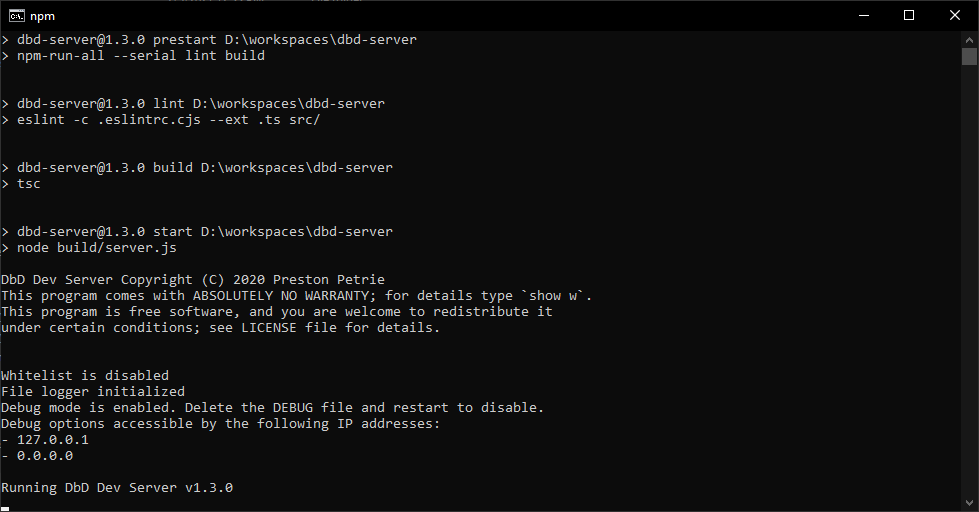 npm
> dbd-server@1.3.0 prestart D:\workspaces\dbd-server
> npm-run-all --serial lint build
> dbd-server@1.3.0 lint D:\workspaces\dbd-server
> eslint -c .eslintrc.cjs --ext .ts src/
> dbd-server@1.3.0 build D:\workspaces\dbd-server
> tsc
> dbd-server@1.3.0 start D:\workspaces\dbd-server
> node build/server.js
DbD Dev Server Copyright (C) 2020 Preston Petrie
This program comes with ABSOLUTELY NO WARRANTY; for details type `show w`.
This program is free software, and you are welcome to redistribute it
under certain conditions; see LICENSE file for details.
Whitelist is disabled
File logger initialized
Debug mode is enabled. Delete the DEBUG file and restart to disable.
Debug options accessible by the following IP addresses:
- 127.0.0.1
- 0.0.0.0
Running DbD Dev Server v1.3.0